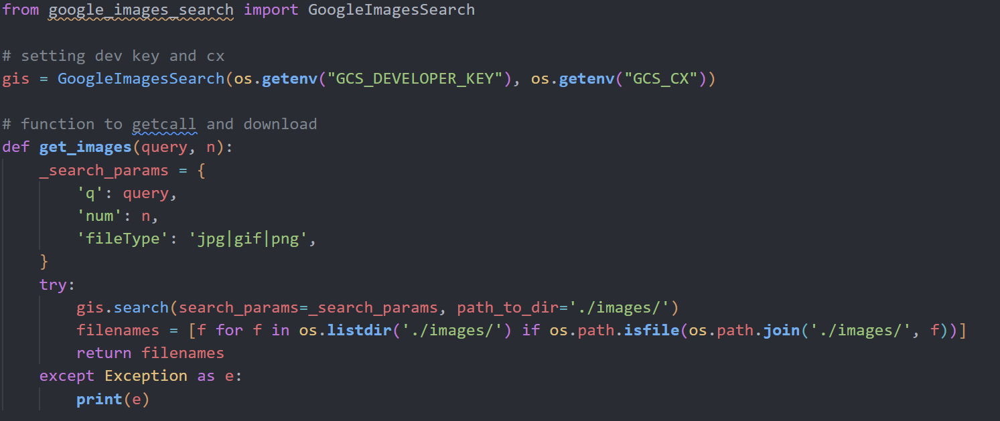 from google_images_search import GoogleImagesSearch
# setting dev key and cx
gis = GoogleImagesSearch(os.getenv("GCS_DEVELOPER_KEY"), os.getenv("GCS_CX"))
# function to getcall and download
def get_images(query, n):
    _search_params = {
        'q': query,
        'num': n,
        'fileType': 'jpg|gif|png',
    }
    try:
        gis.search(search_params=_search_params, path_to_dir='./images/')
        filenames = [f for f in os.listdir('./images/') if os.path.isfile(os.path.join('./images/', f))]
        return filenames
    except Exception as e:
        print(e)